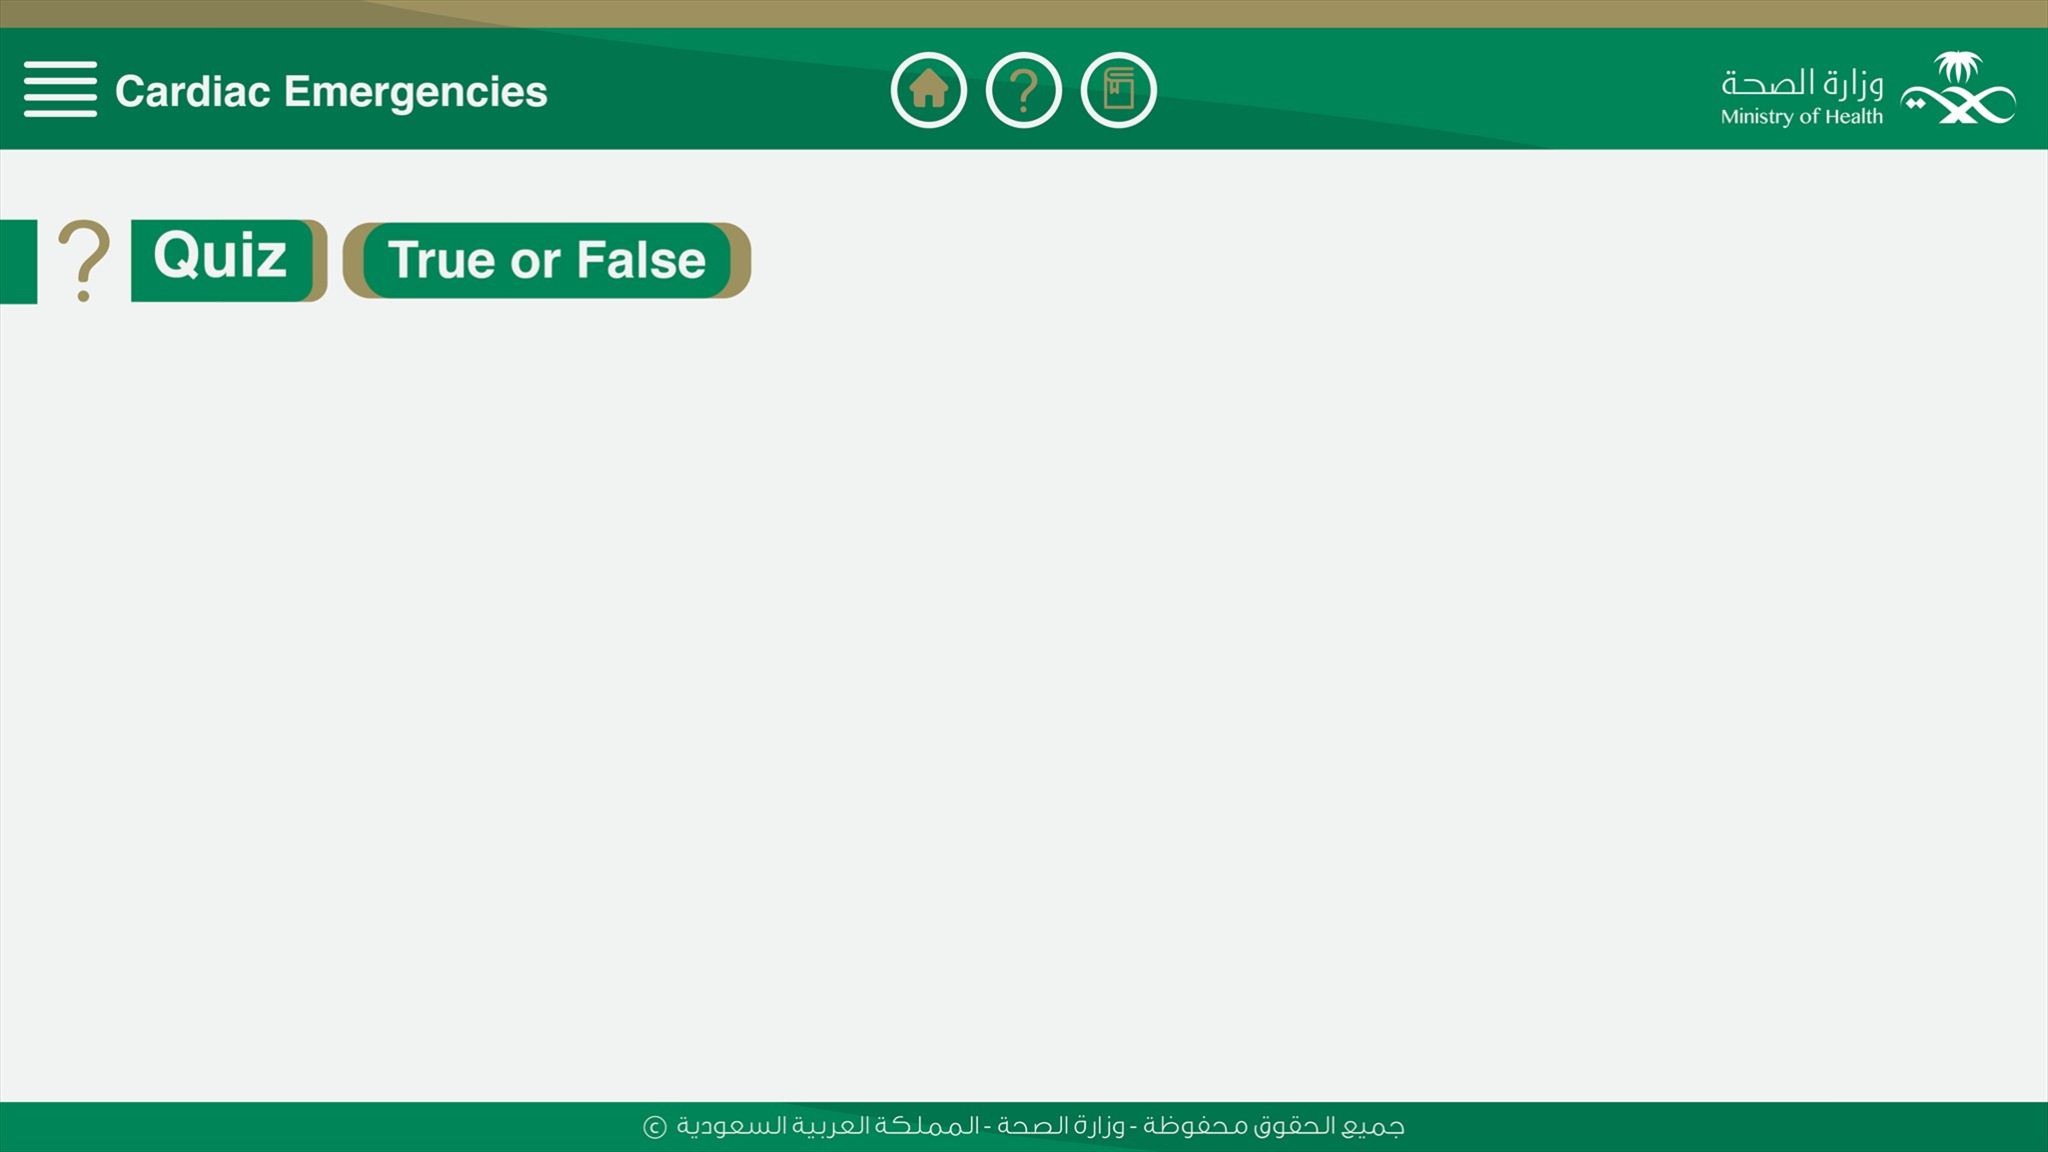 Cardiac Emergencies
وزارة الصحة
Ministry of Health
? Quiz
True or False
جميع الحقوق محفوظة - وزارة الصحة - المملكة العربية السعودية ©